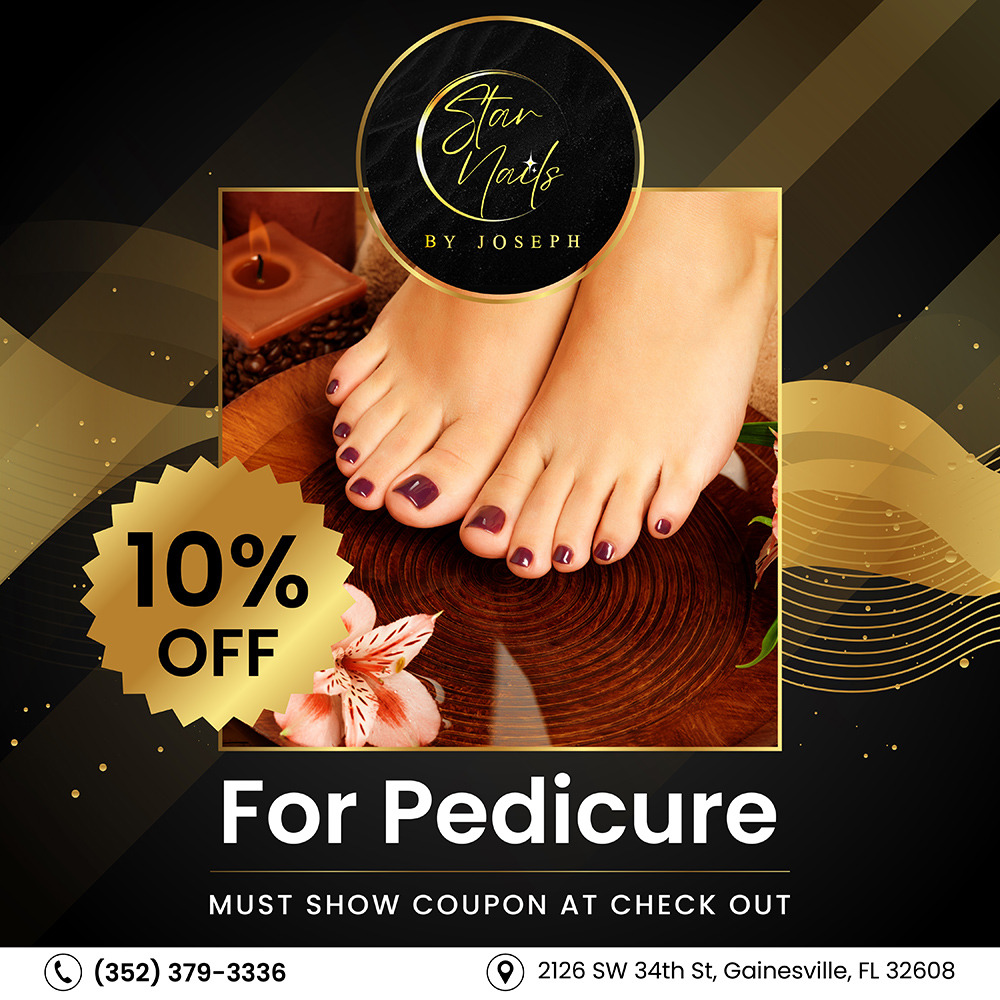 Star
Nails
BY JOSEPH
10%
OFF
For Pedicure
MUST SHOW COUPON AT CHECK OUT
(352) 379-3336
2126 SW 34th St, Gainesville, FL 32608